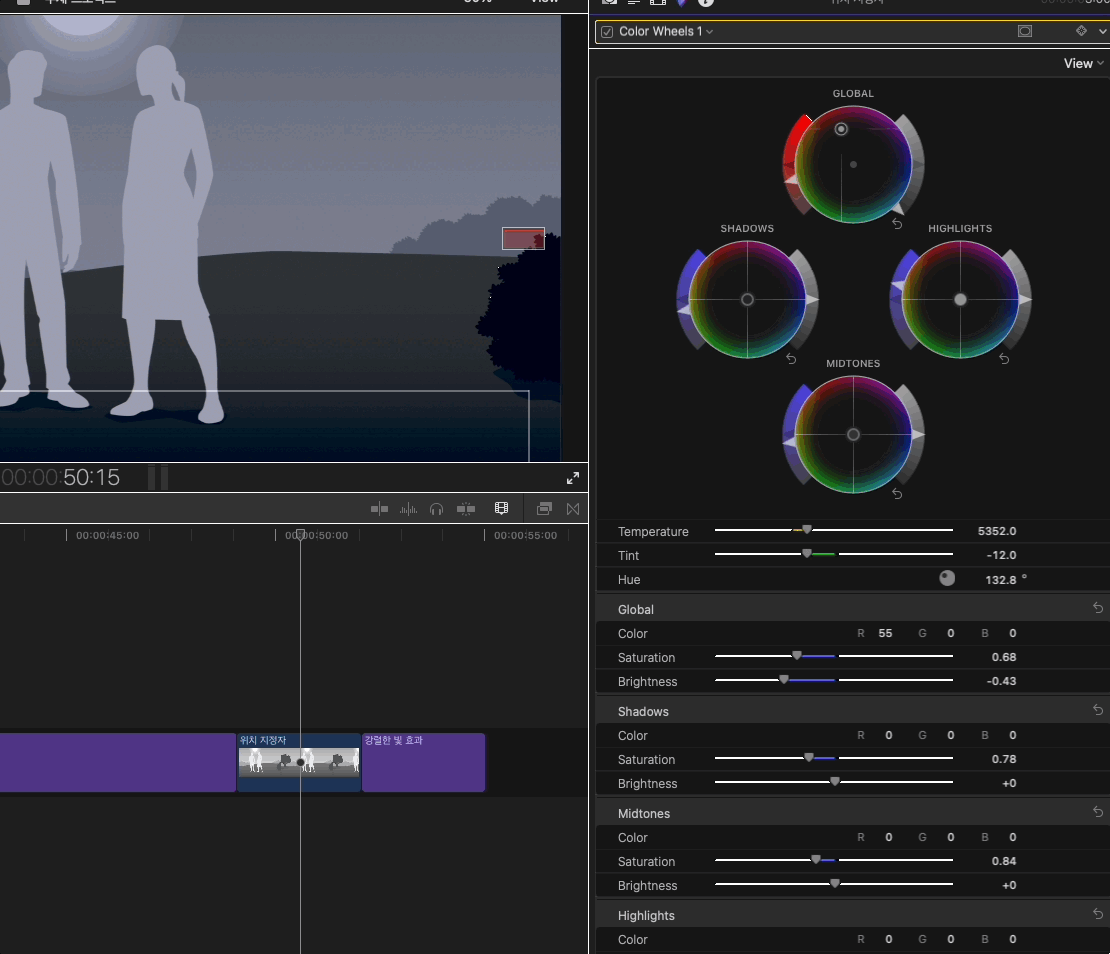 View
Color Wheels 1
View
GLOBAL
SHADOWS
HIGHLIGHTS
MIDTONES
00:00:00:50:15
00:00:45:00
00:00:50:00
00:00:55:00
위치 지정자
강렬한 빛 효과
Temperature 5352.0
Tint -12.0
Hue 132.8 °
Global
Color R 55 G 0 B 0
Saturation 0.68
Brightness -0.43
Shadows
Color R 0 G 0 B 0
Saturation 0.78
Brightness +0
Midtones
Color R 0 G 0 B 0
Saturation 0.84
Brightness +0
Highlights
Color R 0 G 0 B 0